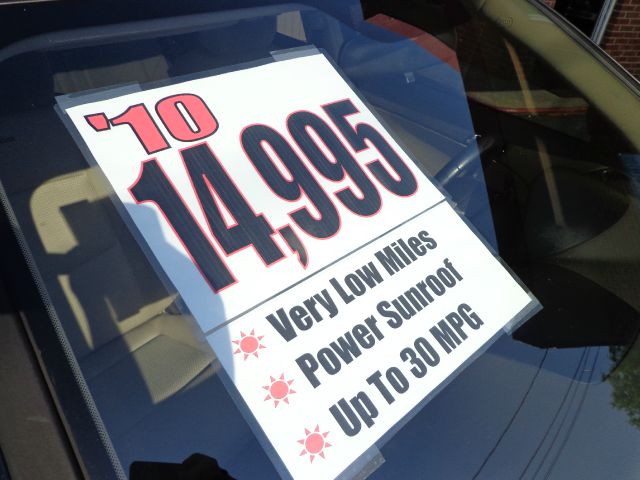 '10
14,995
Very Low Miles
Power Sunroof
Up To 30 MPG